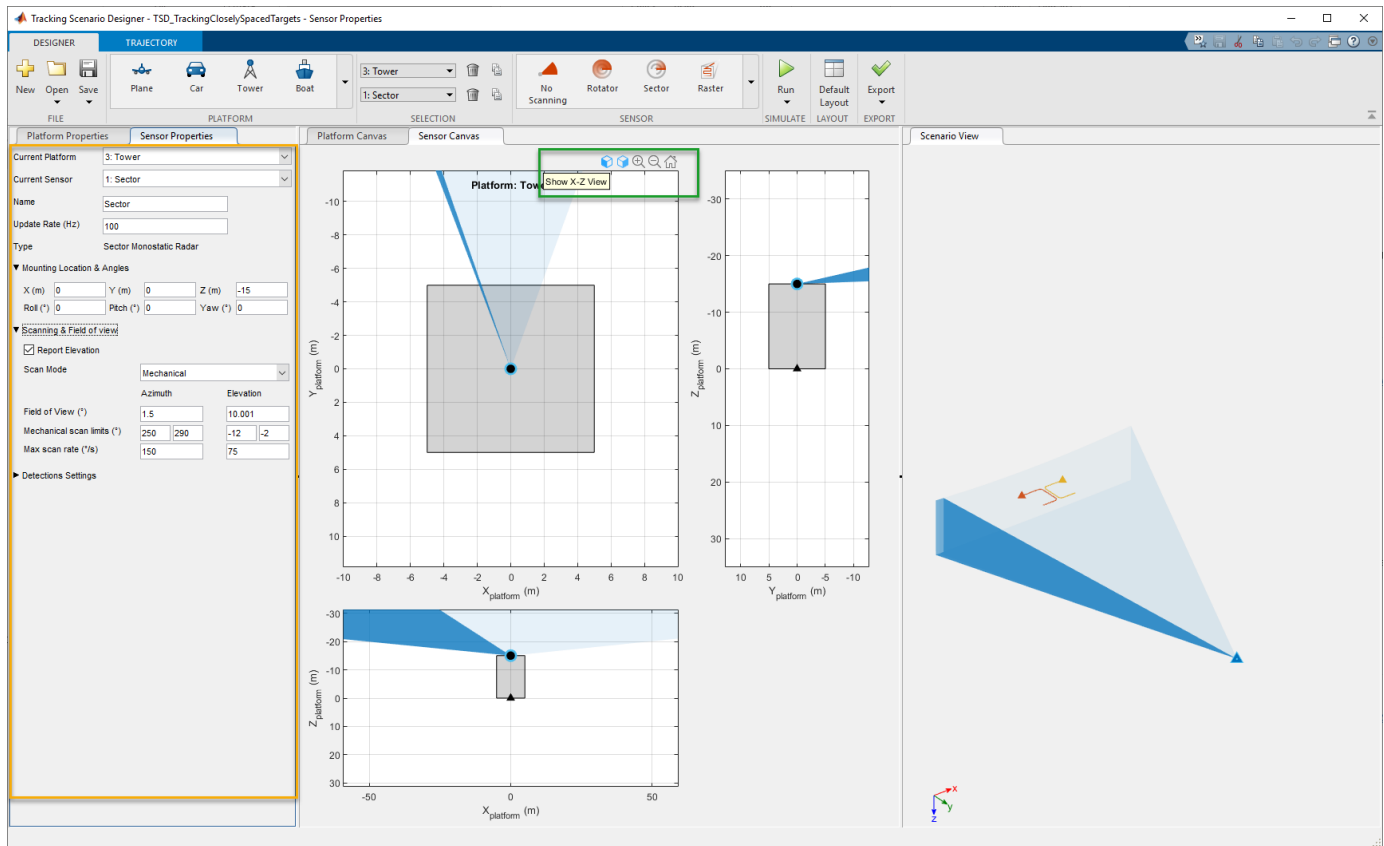 Tracking Scenario Designer - TSD_TrackingCloselySpacedTargets - Sensor Properties
DESIGNER TRAJECTORY
New Open Save Plane Car Tower Boat 3: Tower 1: Sector No Scanning Rotator Sector Raster Run Default Layout Export
FILE PLATFORM SELECTION SENSOR SIMULATE LAYOUT EXPORT
Platform Properties Sensor Properties
Current Platform 3: Tower
Current Sensor 1: Sector
Name Sector
Update Rate (Hz) 100
Type Sector Monostatic Radar
Mounting Location & Angles
X (m) 0 Y (m) 0 Z (m) -15
Roll (°) 0 Pitch (°) 0 Yaw (°) 0
Scanning & Field of view
Report Elevation
Scan Mode Mechanical
Azimuth Elevation
Field of View (°) 1.5 10.001
Mechanical scan limits (°) 250 290 -12 -2
Max scan rate (°/s) 150 75
Detections Settings
Platform Canvas Sensor Canvas
Show X-Z View
Platform: Towe
-10
-8
-6
-4
-2
0
2
4
6
8
10
Yplatform (m)
-10 -8 -6 -4 -2 0 2 4 6 8 10
Xplatform (m)
-30
-20
-10
0
10
20
30
Zplatform (m)
10 5 0 -5 -10
Yplatform (m)
-30
-20
-10
0
10
20
30
Zplatform (m)
-50 0 50
Xplatform (m)
Scenario View
x
y
z